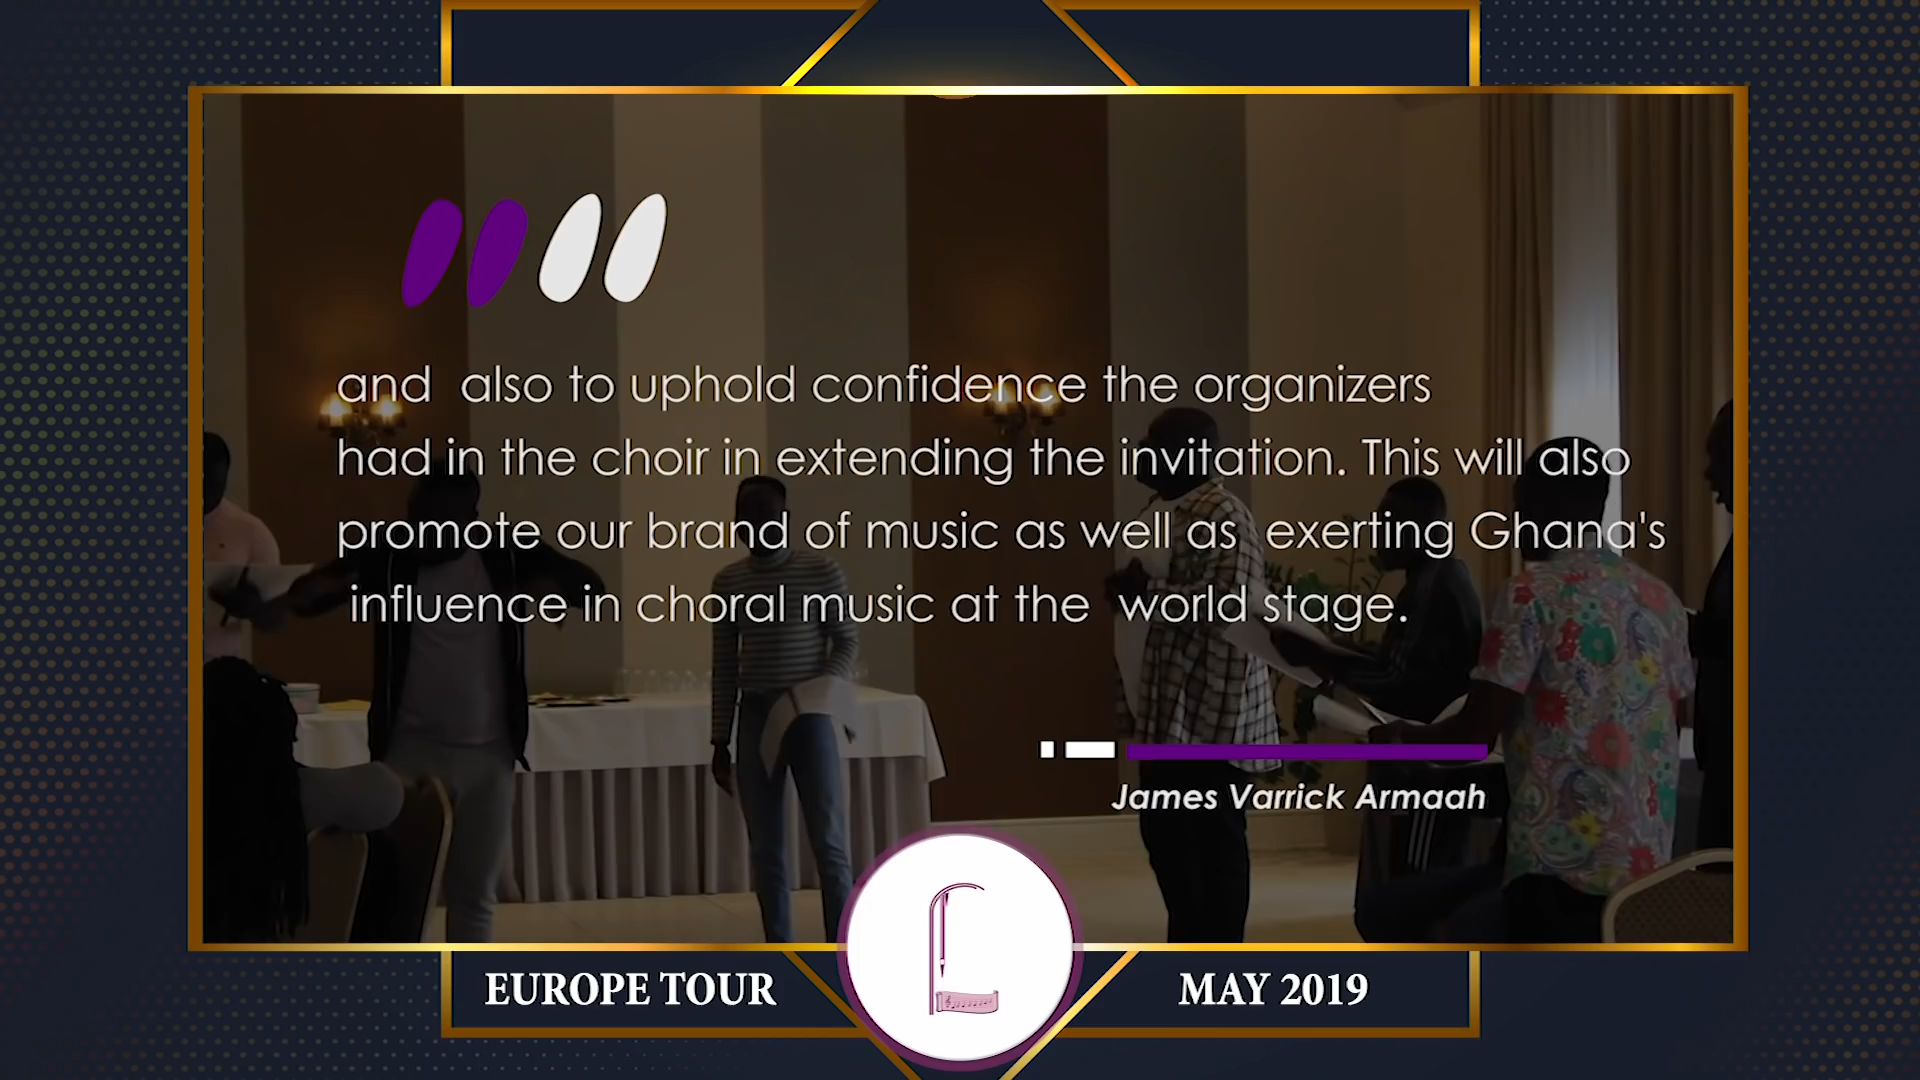 and also to uphold confidence the organizers
had in the choir in extending the invitation. This will also
promote our brand of music as well as exerting Ghana's
influence in choral music at the world stage.
James Varrick Armaah
EUROPE TOUR
MAY 2019